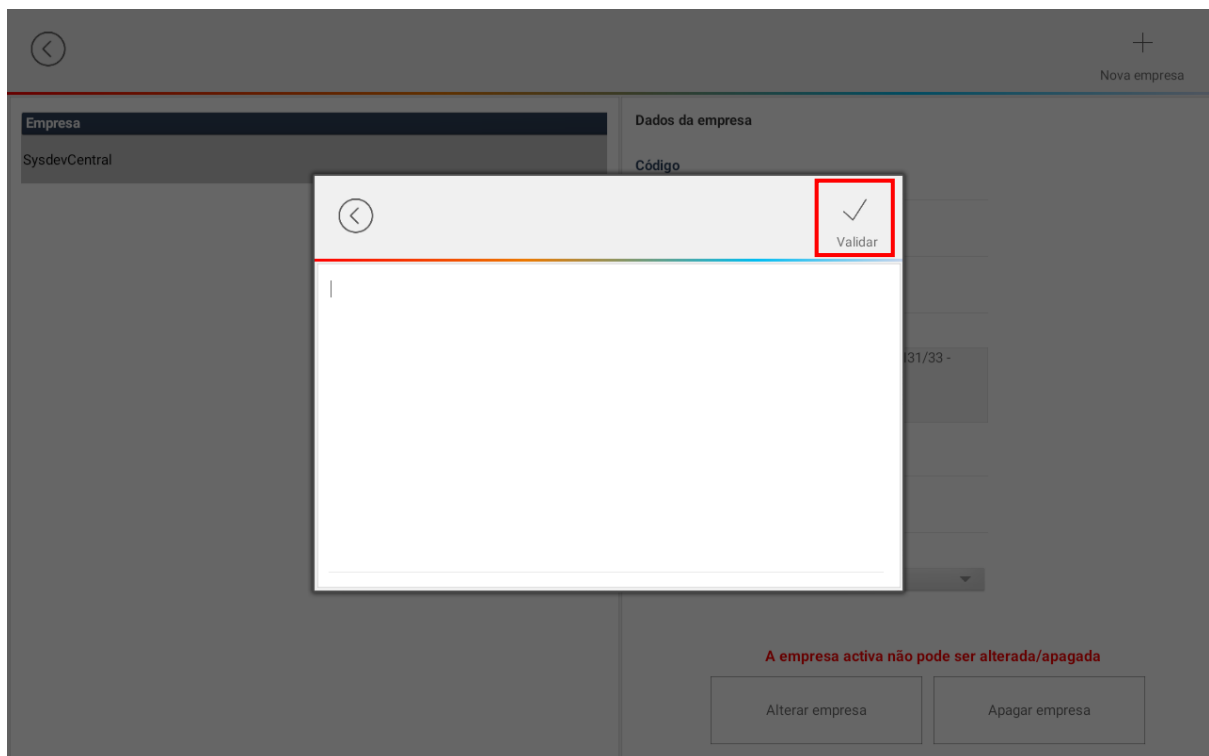 Nova empresa
Empresa
Dados da empresa
SysdevCentral
Código
Validar
31/33 -
A empresa activa não pode ser alterada/apagada
Alterar empresa
Apagar empresa